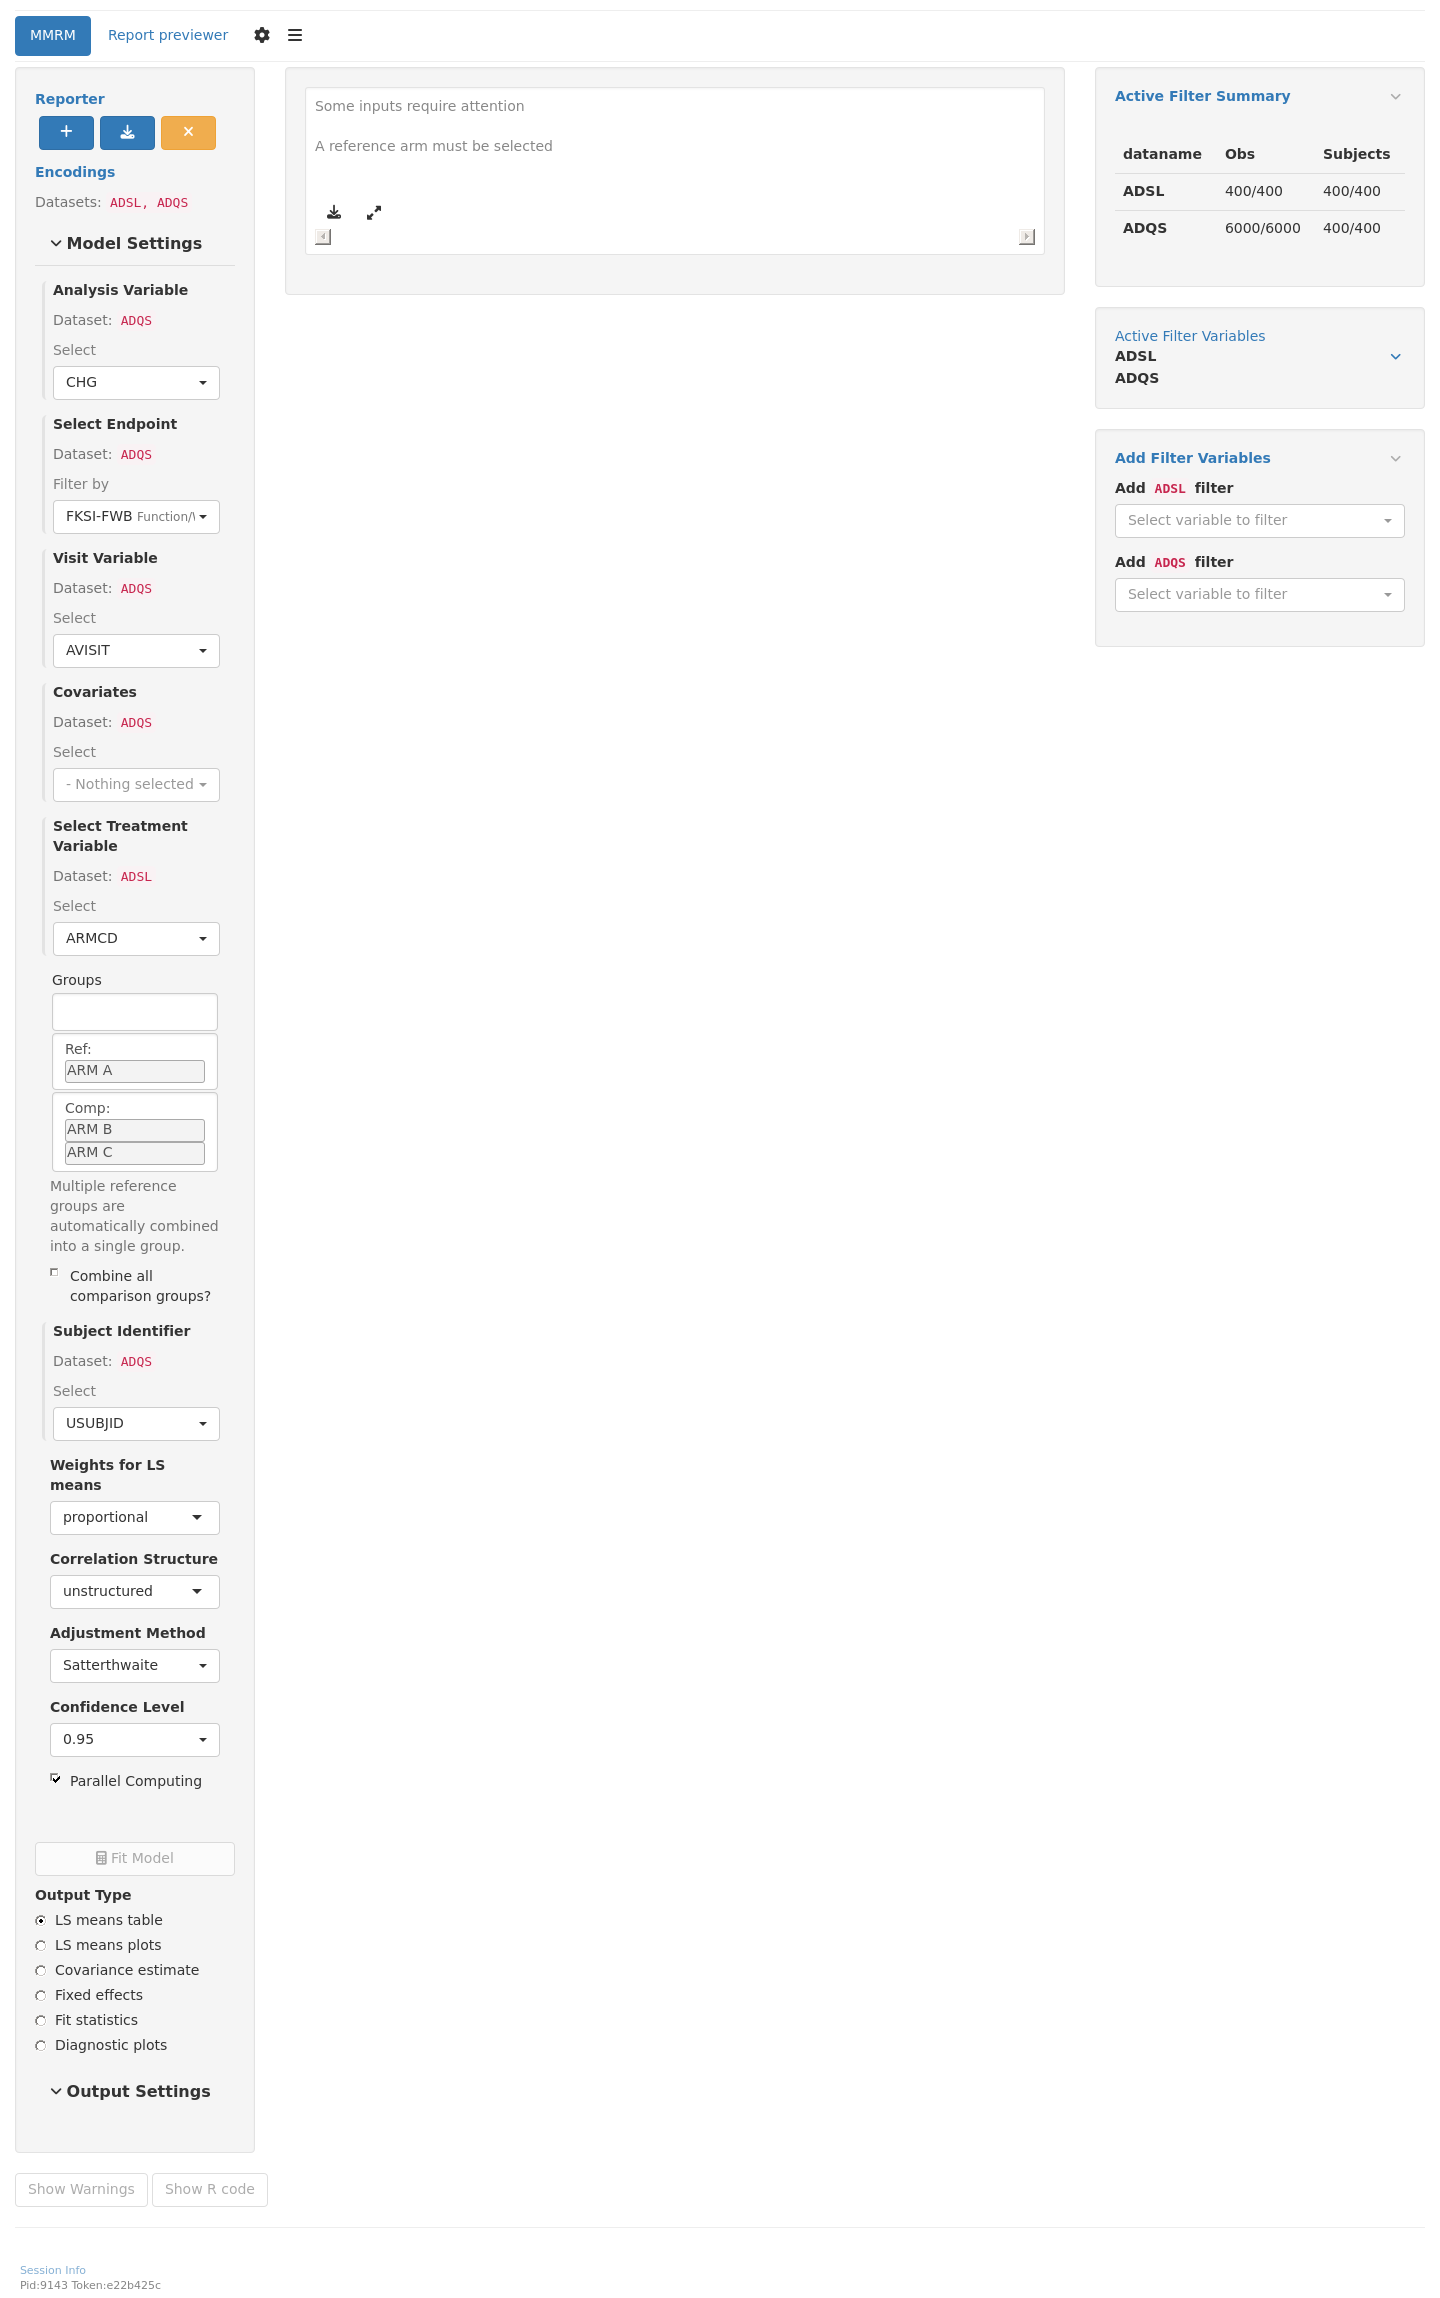 MMRM
Report previewer
Reporter
Encodings
Datasets: ADSL, ADQS
Model Settings
Analysis Variable
Dataset: ADQS
Select
CHG
Select Endpoint
Dataset: ADQS
Filter by
FKSI-FWB Function/
Visit Variable
Dataset: ADQS
Select
AVISIT
Covariates
Dataset: ADQS
Select
- Nothing selected
Select Treatment
Variable
Dataset: ADSL
Select
ARMCD
Groups
Ref:
ARM A
Comp:
ARM B
ARM C
Multiple reference
groups are
automatically combined
into a single group.
Combine all
comparison groups?
Subject Identifier
Dataset: ADQS
Select
USUBJID
Weights for LS
means
proportional
Correlation Structure
unstructured
Adjustment Method
Satterthwaite
Confidence Level
0.95
Parallel Computing
Fit Model
Output Type
LS means table
LS means plots
Covariance estimate
Fixed effects
Fit statistics
Diagnostic plots
Output Settings
Some inputs require attention
A reference arm must be selected
Active Filter Summary
dataname Obs Subjects
ADSL 400/400 400/400
ADQS 6000/6000 400/400
Active Filter Variables
ADSL
ADQS
Add Filter Variables
Add ADSL filter
Select variable to filter
Add ADQS filter
Select variable to filter
Show Warnings
Show R code
Session Info
Pid:9143 Token:e22b425c